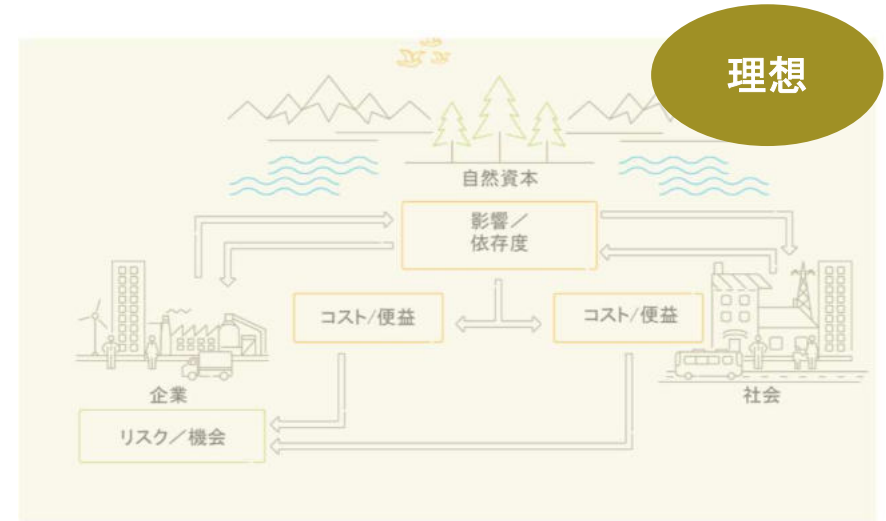 理想
自然資本
影響／
依存度
コスト/便益
コスト/便益
企業
社会
リスク／機会